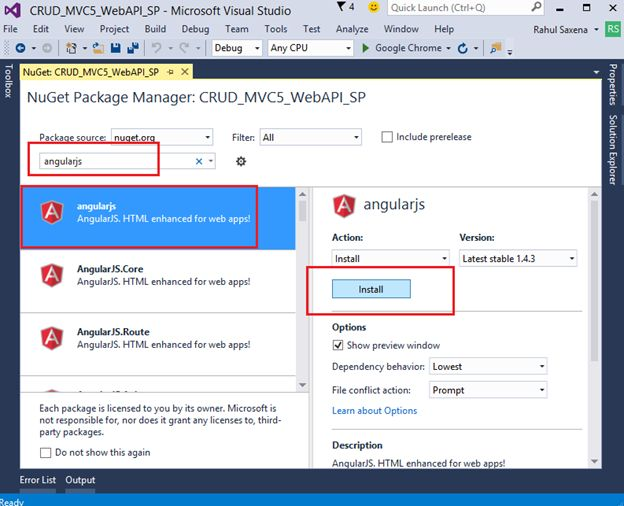 CRUD_MVC5_WebAPI_SP - Microsoft Visual Studio
4
Quick Launch (Ctrl+Q)
File Edit View Project Build Debug Team Tools Test Analyze Window Help
Rahul Saxena RS
Debug Any CPU Google Chrome
Toolbox
NuGet: CRUD_MVC5_WebAPI_SP
Properties
Solution Explorer
NuGet Package Manager: CRUD_MVC5_WebAPI_SP
Package source: nuget.org Filter: All Include prerelease
angularjs
angularjs
AngularJS. HTML enhanced for web apps!
AngularJS.Core
AngularJS. HTML enhanced for web apps!
AngularJS.Route
AngularJS. HTML enhanced for web apps!
Each package is licensed to you by its owner. Microsoft is
not responsible for, nor does it grant any licenses to, third-
party packages.
Do not show this again
angularjs
Action: Version:
Install Latest stable 1.4.3
Install
Options
Show preview window
Dependency behavior: Lowest
File conflict action: Prompt
Learn about Options
Description
AngularJS. HTML enhanced for web apps!
Error List Output
Ready